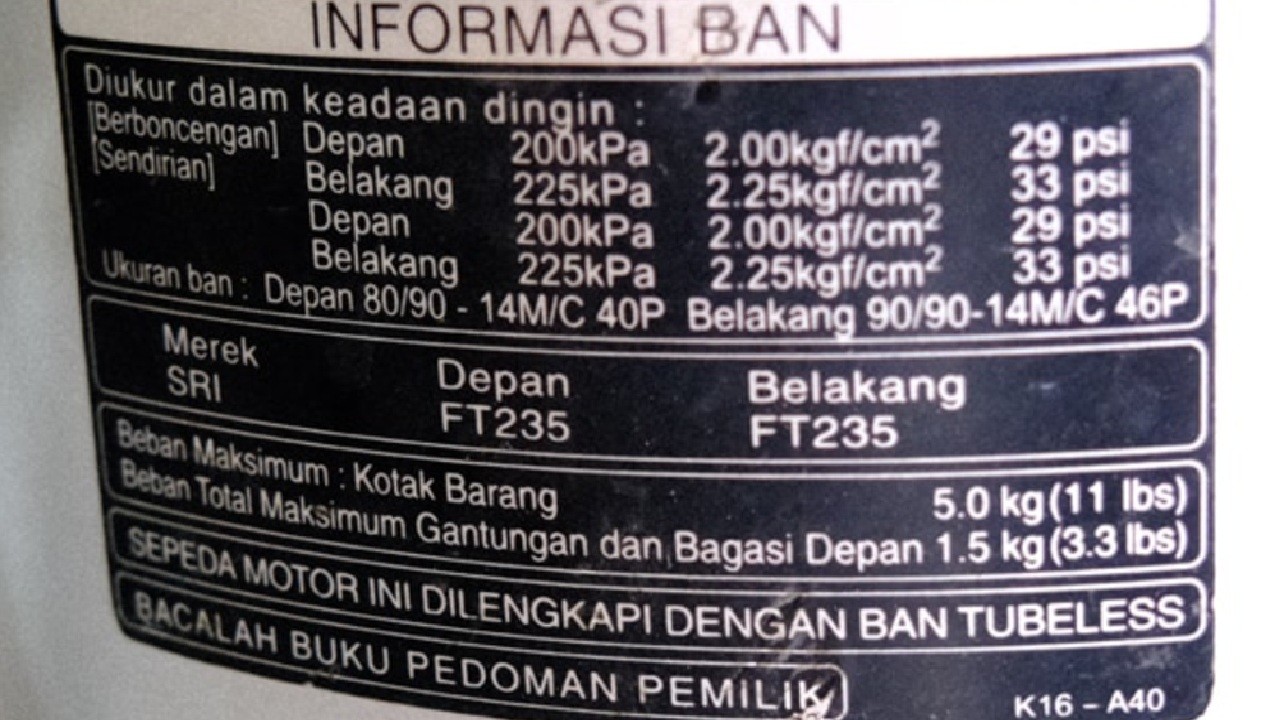 INFORMASI BAN
Diukur dalam keadaan dingin :
[Berboncengan] Depan 200kPa 2.00kgf/cm² 29 psi
[Sendirian] Belakang 225kPa 2.25kgf/cm² 33 psi
Depan 200kPa 2.00kgf/cm² 29 psi
Belakang 225kPa 2.25kgf/cm² 33 psi
Ukuran ban : Depan 80/90 - 14M/C 40P Belakang 90/90-14M/C 46P
Merek Depan Belakang
SRI FT235 FT235
Beban Maksimum : Kotak Barang 5.0 kg (11 lbs)
Beban Total Maksimum Gantungan dan Bagasi Depan 1.5 kg (3.3 lbs)
SEPEDA MOTOR INI DILENGKAPI DENGAN BAN TUBELESS
BACALAH BUKU PEDOMAN PEMILIK
K16 - A40